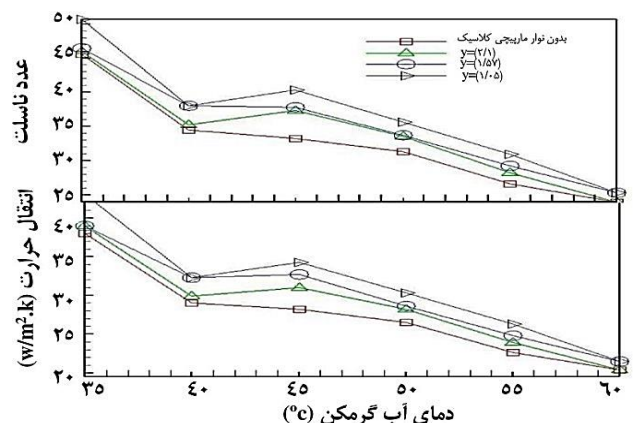 عدد ناسلت
۵۰
۴۵
۴۰
۳۵
۳۰
۲۵
بدون نوار مارپیچی کلاسیک
y=(۲/۱)
y=(۱/۵۷)
y=(۱/۰۵)
انتقال حرارت (w/m².k)
۴۰
۳۵
۳۰
۲۵
۲۰
۳۵ ۴۰ ۴۵ ۵۰ ۵۵ ۶۰
دمای آب گرمکن (°c)